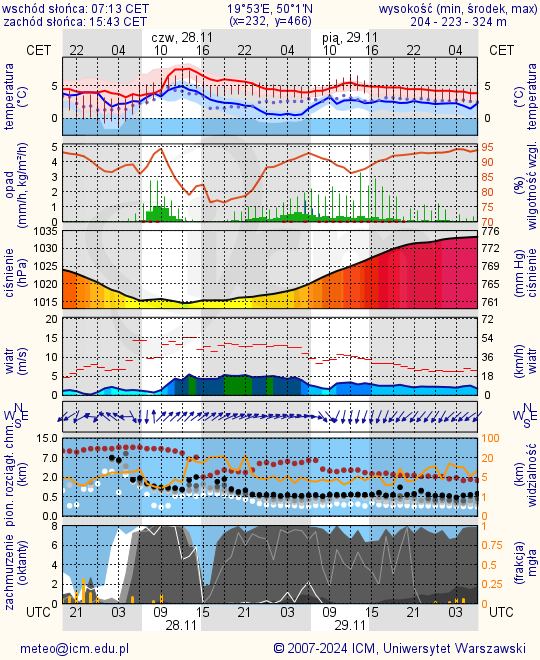 wschód słońca: 07:13 CET 19°53'E, 50°1'N wysokość (min, środek, max)
zachód słońca: 15:43 CET (x=232, y=466) 204 - 223 - 324 m
czw, 28.11 pią, 29.11
CET 22 04 10 16 22 04 10 16 22 04 CET
temperatura (°C)
5 5
0 0
temperatura (°C)
opad (mm/h, kg/m²/h)
5 95
4 90
3 85
2 80
1 75
0 70
(%) wilgotność wzgl.
ciśnienie (hPa)
1035 776
1030 772
1025 769
1020 765
1015 761
(mm Hg) ciśnienie
wiatr (m/s)
20 72
15 54
10 36
5 18
0 0
(km/h) wiatr
N N
W E W E
S S
pion. rozciągł. chm. (km)
15.0 100
7.0 20
2.0 10
0.5 1
0.0 0
(km) widzialność
zachmurzenie (oktanty)
8 1
6 0.75
4 0.5
2 0.25
0 0
(frakcja) mgła
UTC 21 03 09 15 21 03 09 15 21 03 UTC
28.11 29.11
meteo@icm.edu.pl © 2007-2024 ICM, Uniwersytet Warszawski